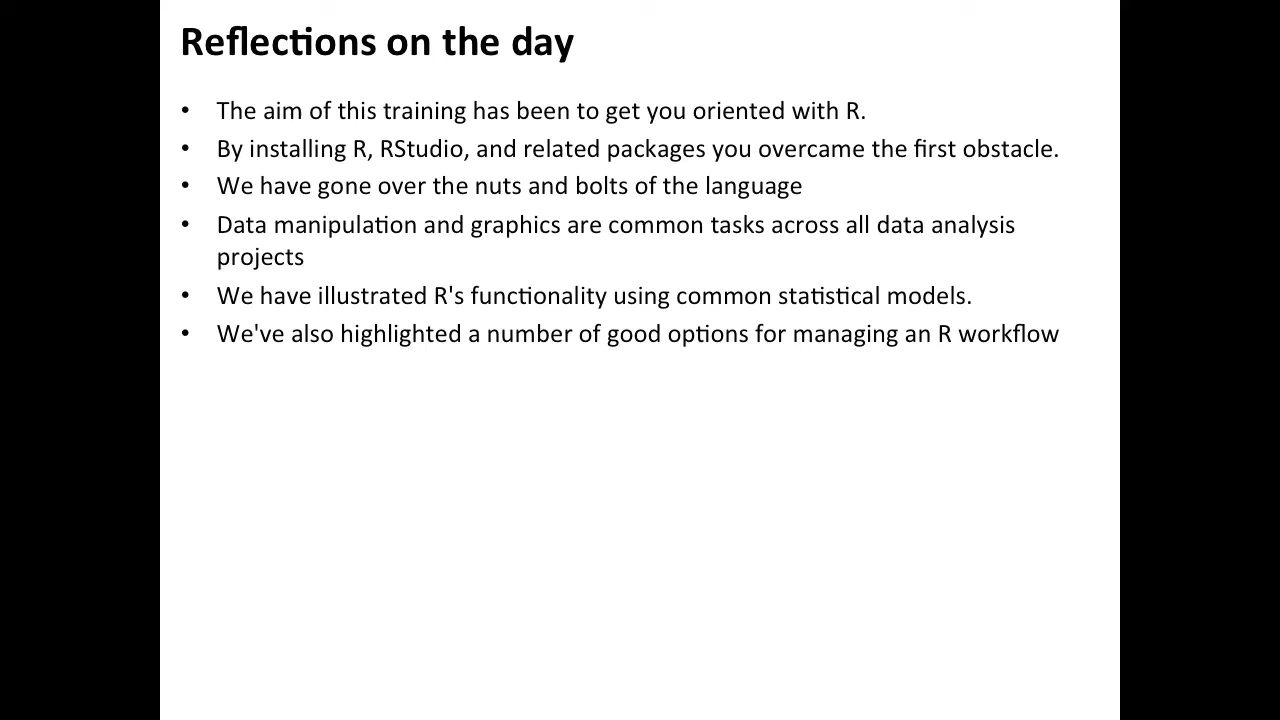 Reflections on the day
• The aim of this training has been to get you oriented with R.
• By installing R, RStudio, and related packages you overcame the first obstacle.
• We have gone over the nuts and bolts of the language
• Data manipulation and graphics are common tasks across all data analysis
projects
• We have illustrated R's functionality using common statistical models.
• We've also highlighted a number of good options for managing an R workflow